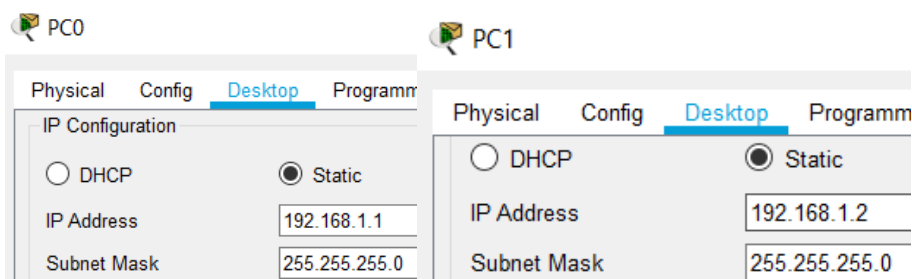 PC0
Physical Config Desktop Programm
IP Configuration
DHCP Static
IP Address 192.168.1.1
Subnet Mask 255.255.255.0
PC1
Physical Config Desktop Programm
DHCP Static
IP Address 192.168.1.2
Subnet Mask 255.255.255.0